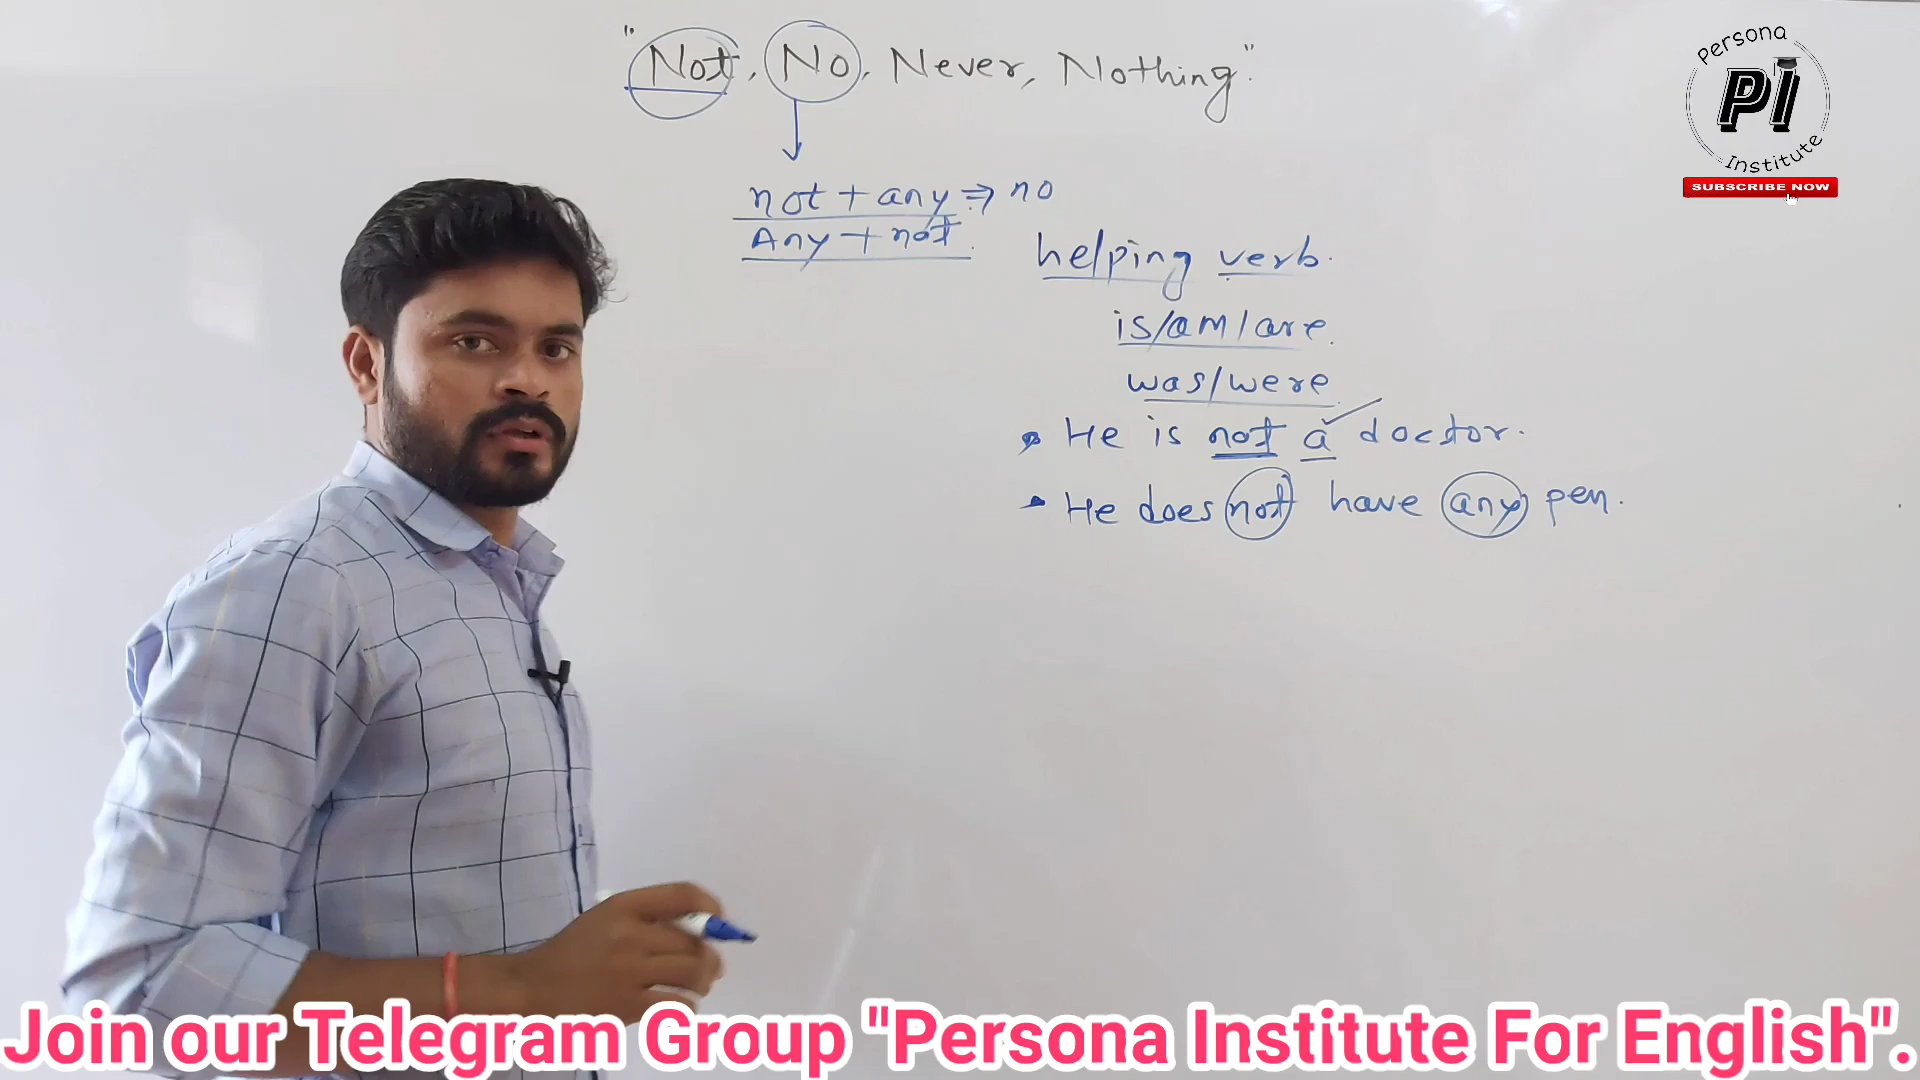 "Not, No, Never, Nothing"
Persona
PI
Institute
SUBSCRIBE NOW
not + any ⇒ no
Any + not.
helping verb.
is/am/are.
was/were.
He is not a doctor.
He does not have any pen.
Join our Telegram Group "Persona Institute For English".